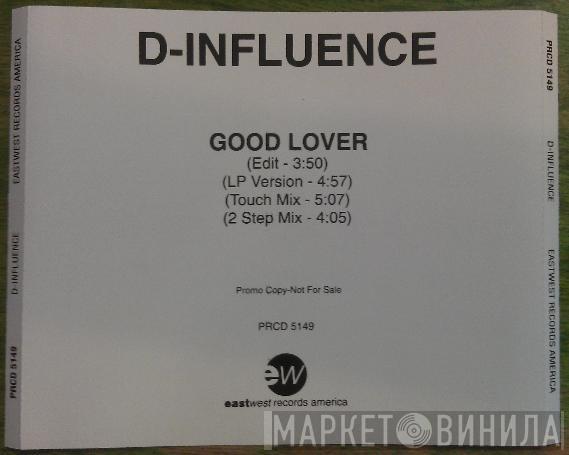 D-INFLUENCE
GOOD LOVER
(Edit - 3:50)
(LP Version - 4:57)
(Touch Mix - 5:07)
(2 Step Mix - 4:05)
Promo Copy-Not For Sale
PRCD 5149
ew
eastwest records america
PRCD 5149 D-INFLUENCE EASTWEST RECORDS AMERICA
PRCD 5149 D-INFLUENCE EASTWEST RECORDS AMERICA
МАРКЕТ ВИНИЛА